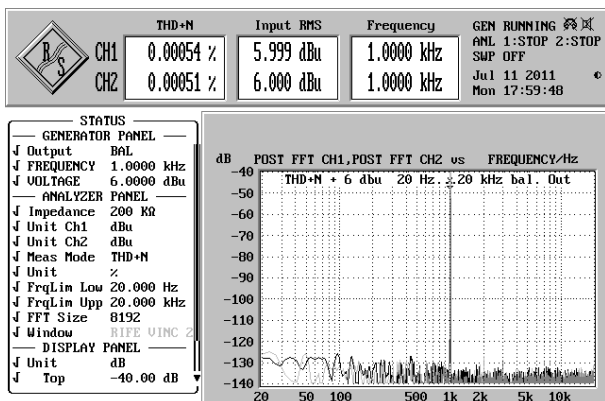 THD+N Input RMS Frequency
R S CH1 0.00054 % 5.999 dBu 1.0000 kHz
CH2 0.00051 % 6.000 dBu 1.0000 kHz
GEN RUNNING
ANL 1:STOP 2:STOP
SWP OFF
Jul 11 2011
Mon 17:59:48
STATUS
GENERATOR PANEL
Output BAL
FREQUENCY 1.0000 kHz
VOLTAGE 6.0000 dBu
ANALYZER PANEL
Impedance 200 KΩ
Unit Ch1 dBu
Unit Ch2 dBu
Meas Mode THD+N
Unit %
FrqLim Low 20.000 Hz
FrqLim Upp 20.000 kHz
FFT Size 8192
Window RIFE VINC 2
DISPLAY PANEL
Unit dB
Top -40.00 dB
dB POST FFT CH1,POST FFT CH2 vs FREQUENCY/Hz
THD+N + 6 dbu 20 Hz...20 kHz bal. Out
-40
-50
-60
-70
-80
-90
-100
-110
-120
-130
-140
20 50 100 500 1k 2k 5k 10k